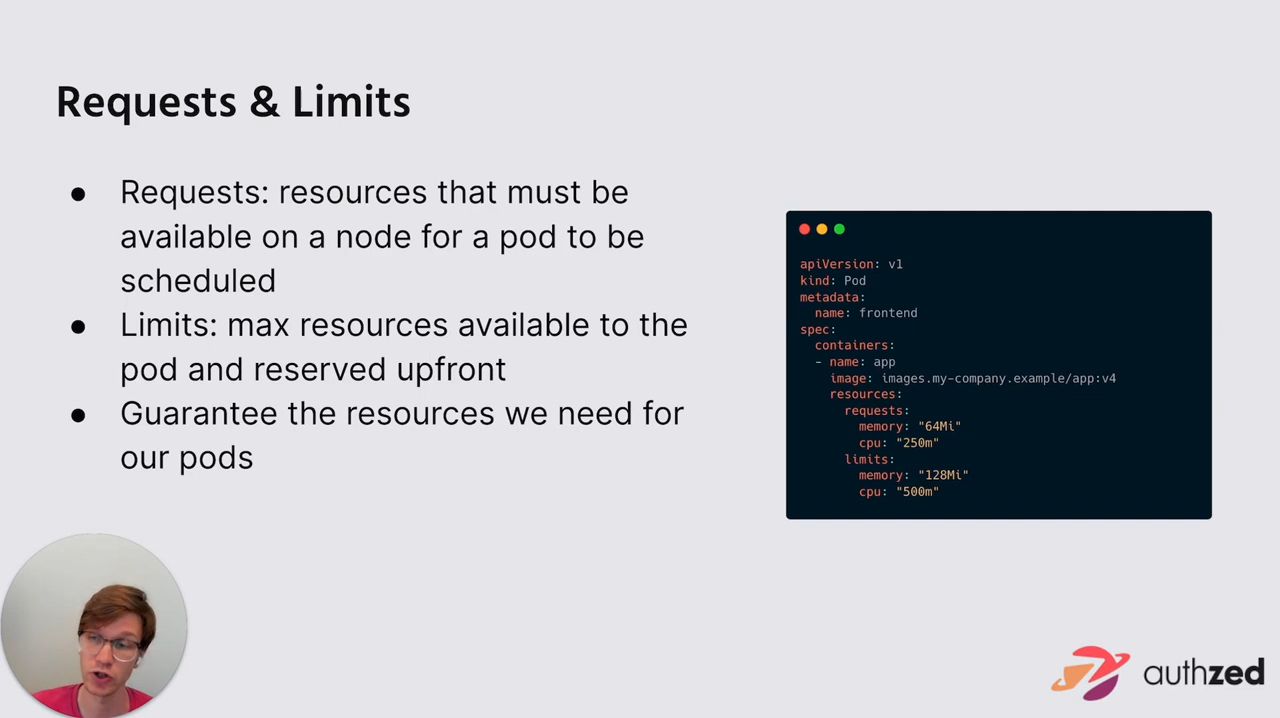 Requests & Limits
● Requests: resources that must be
available on a node for a pod to be
scheduled
● Limits: max resources available to the
pod and reserved upfront
● Guarantee the resources we need for
our pods
apiVersion: v1
kind: Pod
metadata:
  name: frontend
spec:
  containers:
  - name: app
    image: images.my-company.example/app:v4
    resources:
      requests:
        memory: "64Mi"
        cpu: "250m"
      limits:
        memory: "128Mi"
        cpu: "500m"
authzed